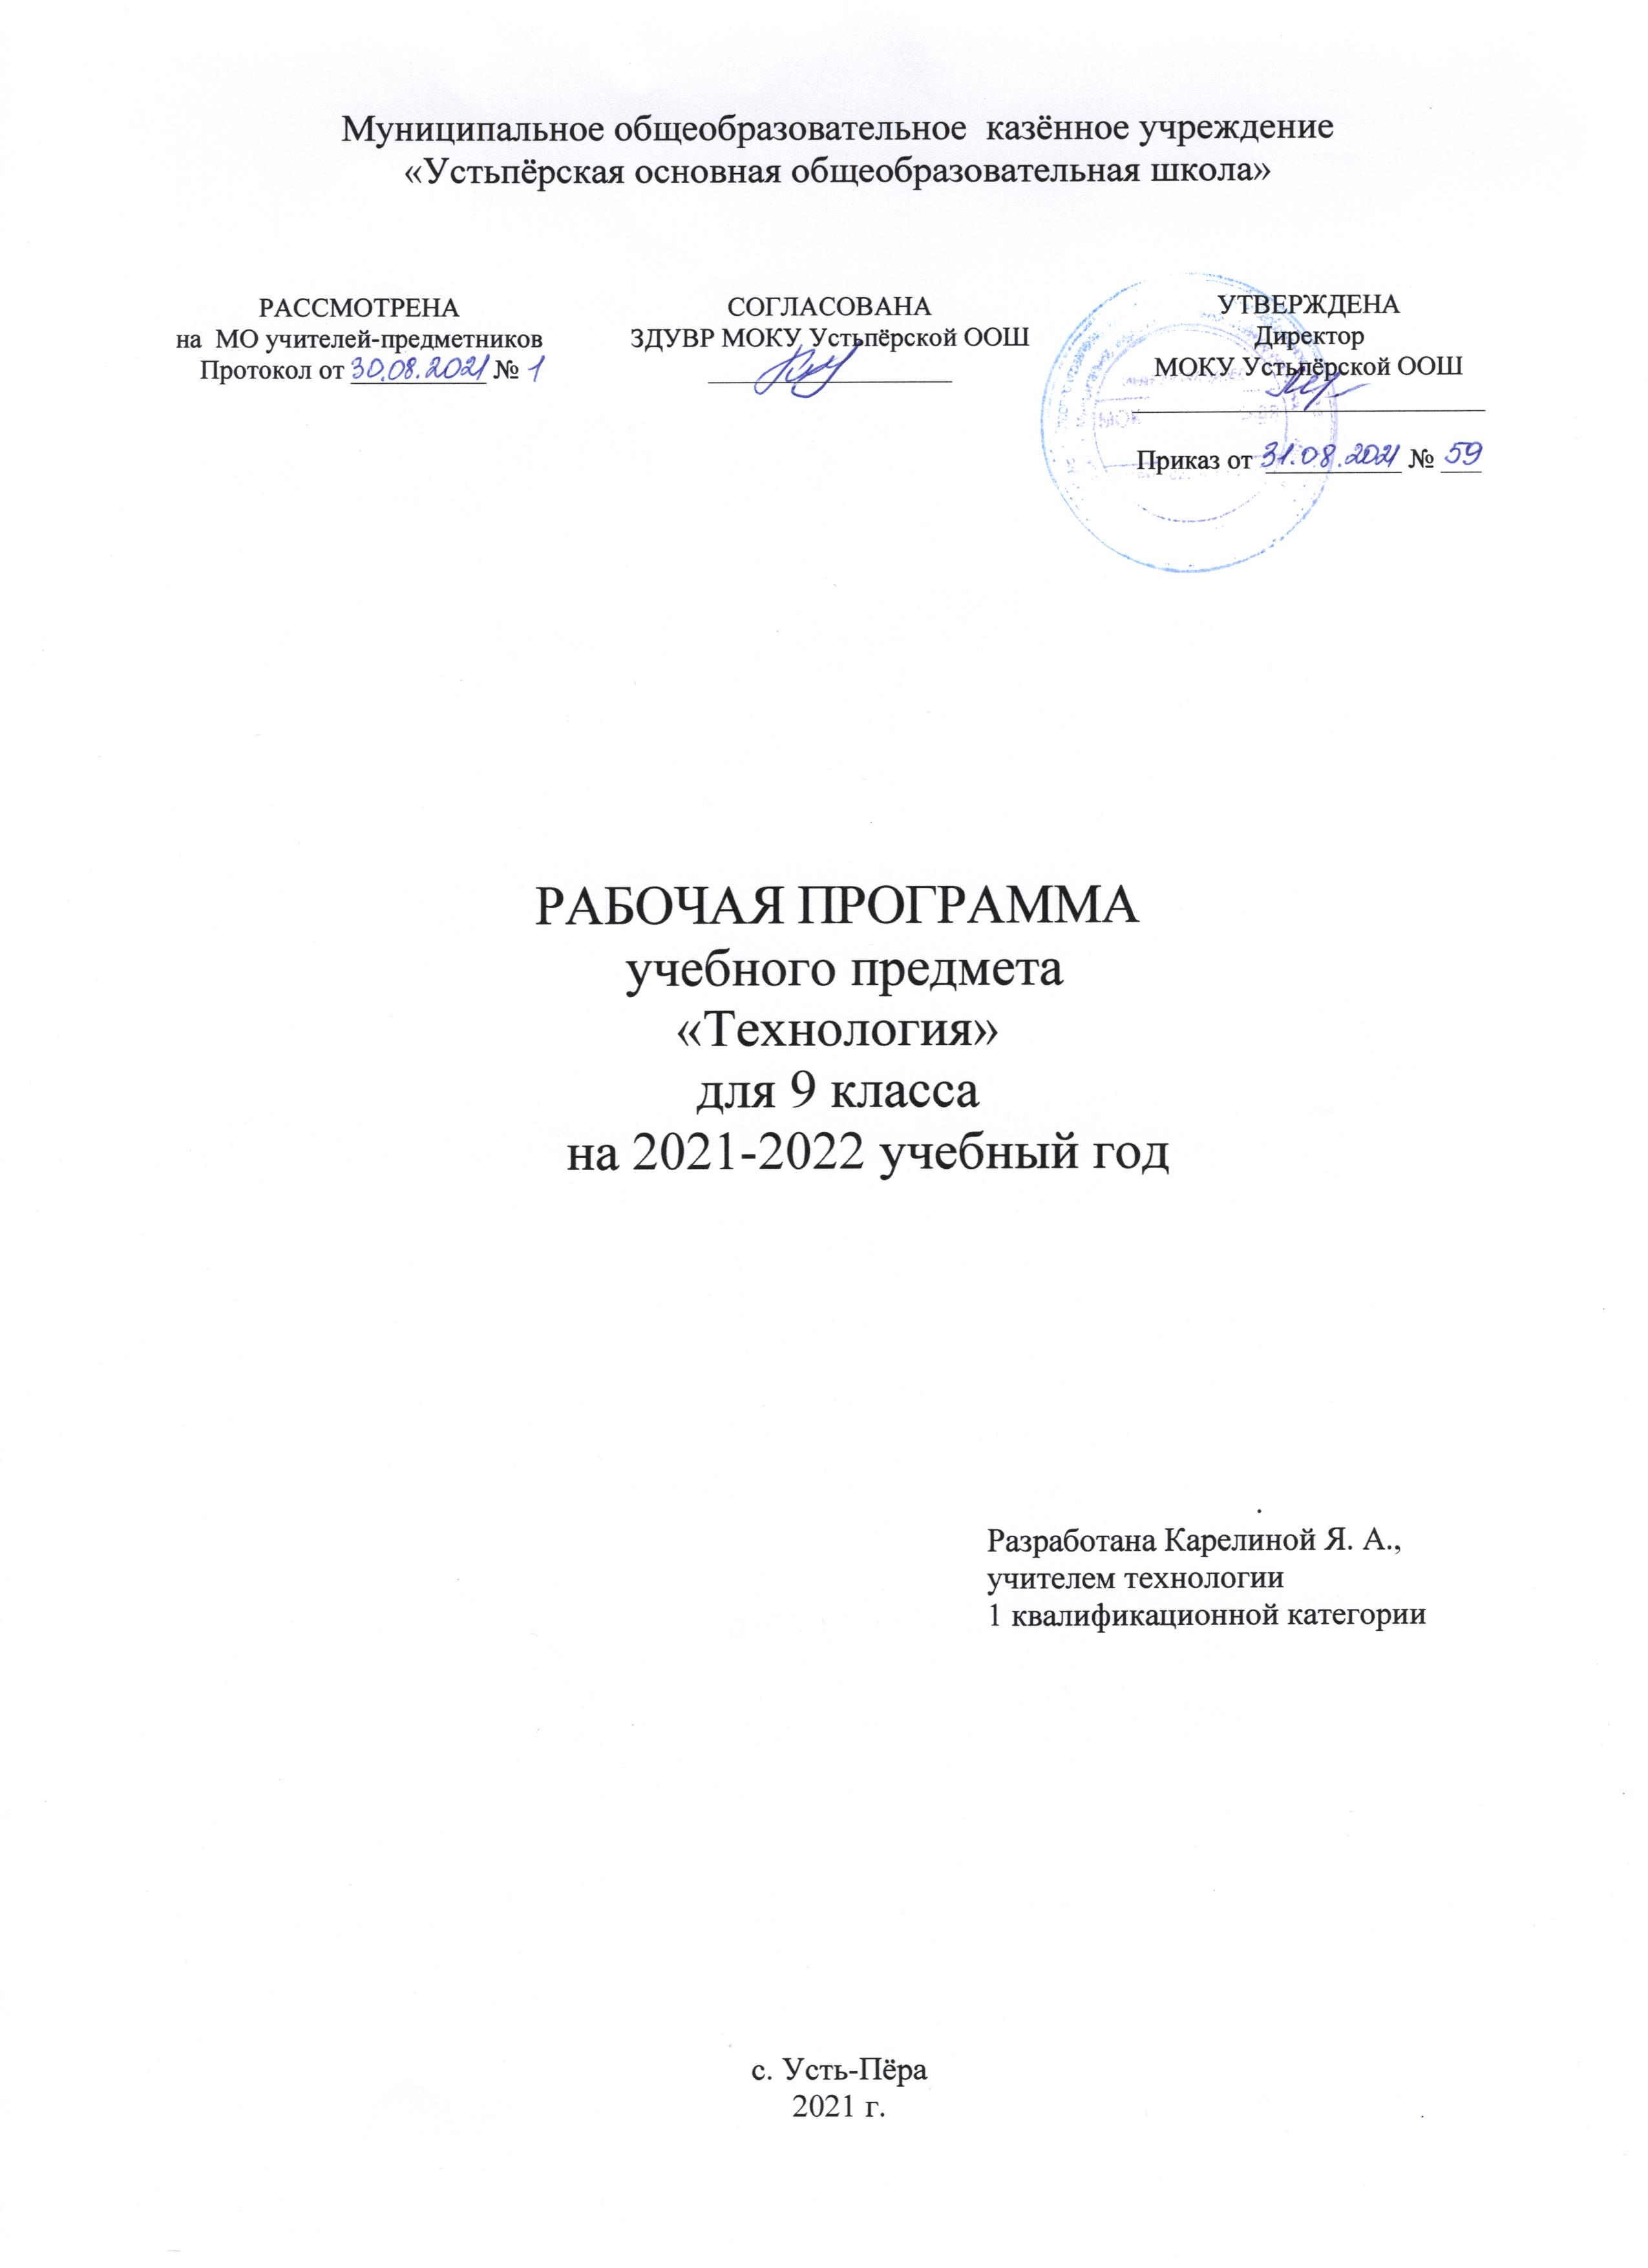 Муниципальное общеобразовательное казённое учреждение
«Устьпёрская основная общеобразовательная школа»
РАССМОТРЕНА
на МО учителей-предметников
Протокол от 30.08.2021 № 1
СОГЛАСОВАНА
ЗДУВР МОКУ Устьпёрской ООШ
УТВЕРЖДЕНА
Директор
МОКУ Устьпёрской ООШ
Приказ от 31.08.2021 № 59
РАБОЧАЯ ПРОГРАММА
учебного предмета
«Технология»
для 9 класса
на 2021-2022 учебный год
Разработана Карелиной Я. А.,
учителем технологии
1 квалификационной категории
с. Усть-Пёра
2021 г.